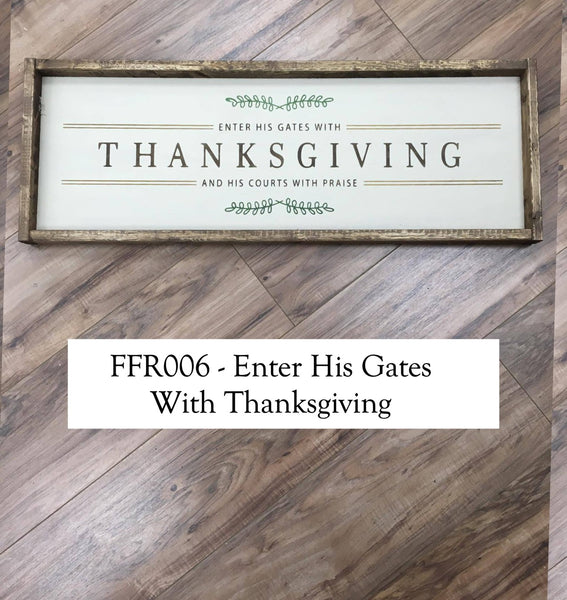 ENTER HIS GATES WITH
THANKSGIVING
AND HIS COURTS WITH PRAISE
FFR006 - Enter His Gates
With Thanksgiving